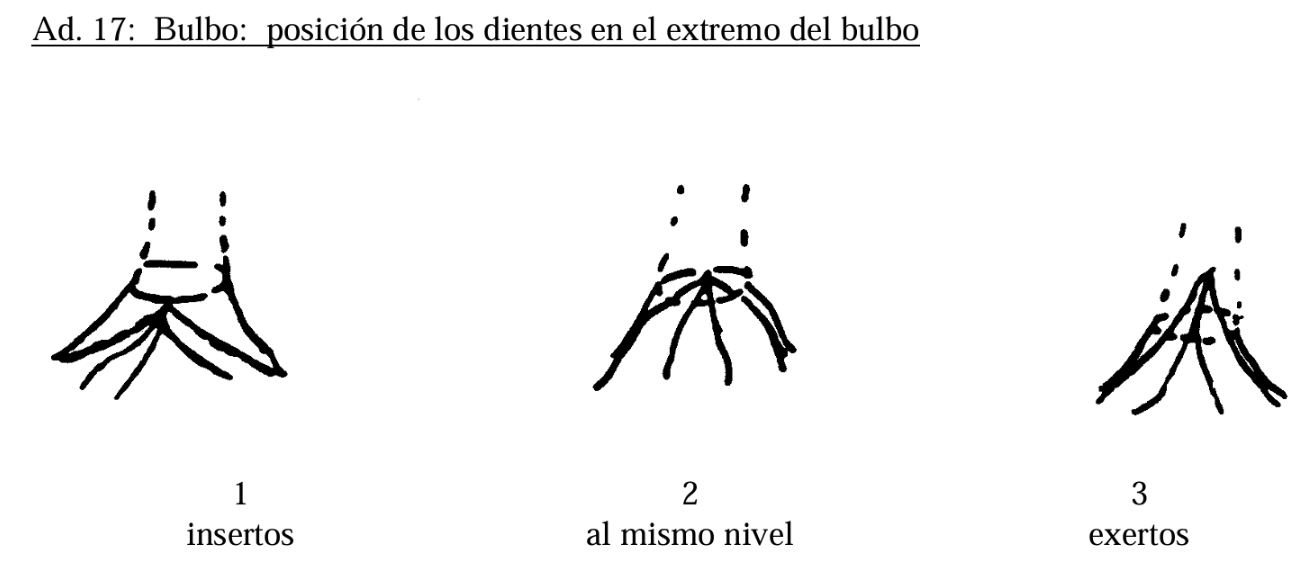 Ad. 17: Bulbo: posición de los dientes en el extremo del bulbo
1
2
3
insertos
al mismo nivel
exertos